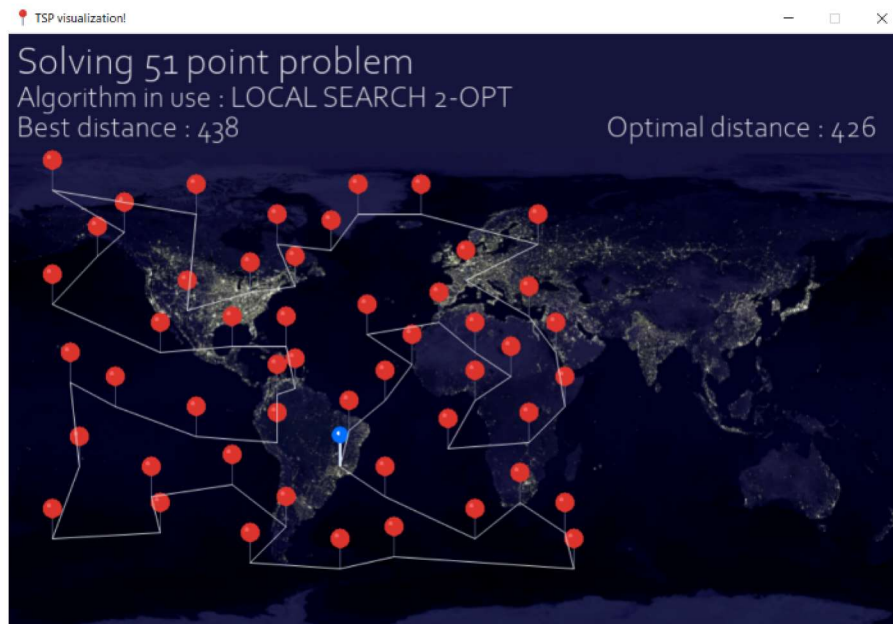 TSP visualization!
Solving 51 point problem
Algorithm in use : LOCAL SEARCH 2-OPT
Best distance : 438
Optimal distance : 426